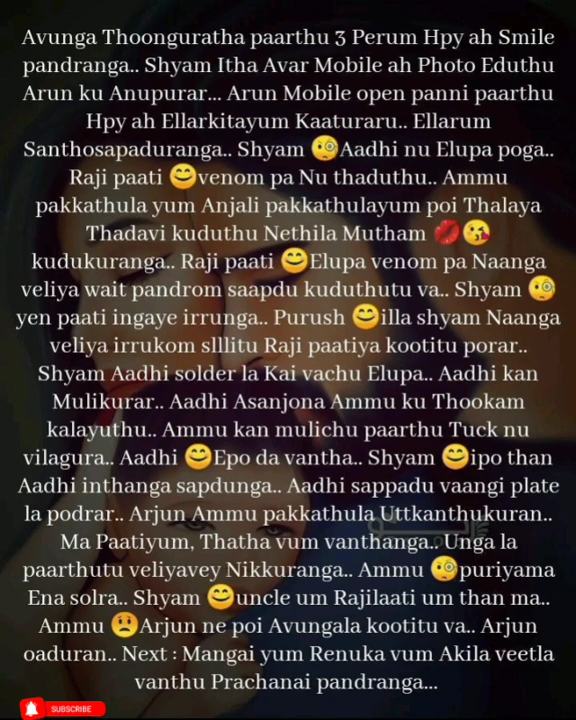 Avunga Thoonguratha paarthu 3 Perum Hpy ah Smile
pandranga.. Shyam Itha Avar Mobile ah Photo Eduthu
Arun ku Anupurar... Arun Mobile open panni paarthu
Hpy ah Ellarkitayum Kaaturaru.. Ellarum
Santhosapaduranga.. Shyam 🧐Aadhi nu Elupa poga..
Raji paati 😊venom pa Nu thaduthu.. Ammu
pakkathula yum Anjali pakkathulayum poi Thalaya
Thadavi kuduthu Nethila Mutham 💋😘
kudukuranga.. Raji paati 😊Elupa venom pa Naanga
veliya wait pandrom saapdu kuduthutu va.. Shyam 🧐
yen paati ingaye irrunga.. Purush 😊illa shyam Naanga
veliya irrukom slllitu Raji paatiya kootitu porar..
Shyam Aadhi solder la Kai vachu Elupa.. Aadhi kan
Mulikurar.. Aadhi Asanjona Ammu ku Thookam
kalayuthu.. Ammu kan mulichu paarthu Tuck nu
vilagura.. Aadhi 😊Epo da vantha.. Shyam 😊ipo than
Aadhi inthanga sapdunga.. Aadhi sappadu vaangi plate
la podrar.. Arjun Ammu pakkathula Uttkanthukuran..
Ma Paatiyum, Thatha vum vanthanga.. Unga la
paarthutu veliyavey Nikkuranga.. Ammu 🧐puriyama
Ena solra.. Shyam 😊uncle um Rajilaati um than ma..
Ammu 😟Arjun ne poi Avungala kootitu va.. Arjun
oaduran.. Next : Mangai yum Renuka vum Akila veetla
vanthu Prachanai pandranga...
SUBSCRIBE